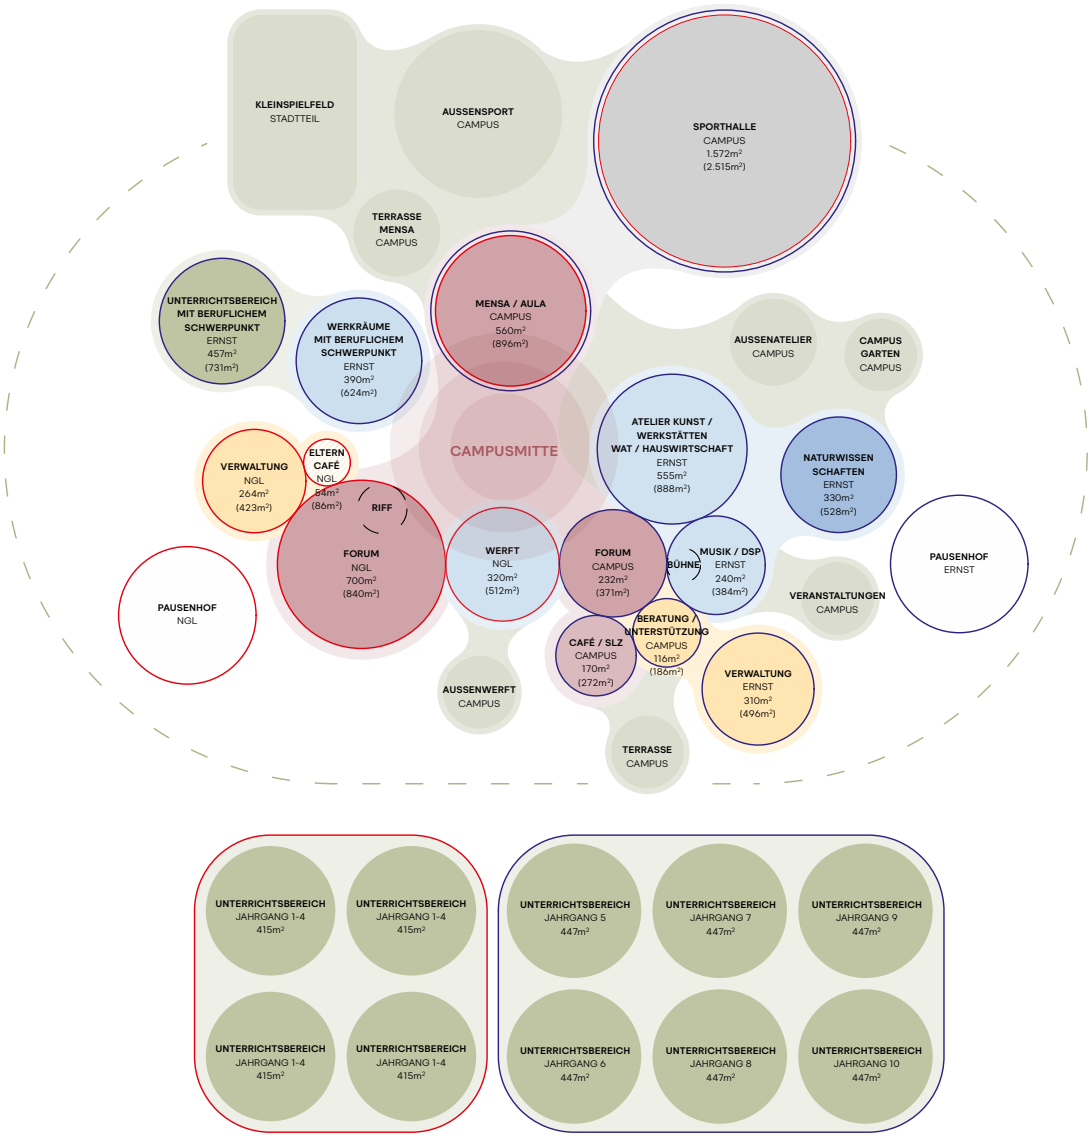 KLEINSPIELFELD
STADTTEIL
AUSSENSPORT
CAMPUS
SPORTHALLE
CAMPUS
1.572m²
(2.515m²)
TERRASSE
MENSA
CAMPUS
UNTERRICHTSBEREICH
MIT BERUFLICHEM
SCHWERPUNKT
ERNST
457m²
(731m²)
WERKRÄUME
MIT BERUFLICHEM
SCHWERPUNKT
ERNST
390m²
(624m²)
MENSA / AULA
CAMPUS
560m²
(896m²)
AUSSENATELIER
CAMPUS
CAMPUS
GARTEN
CAMPUS
CAMPUSMITTE
ATELIER KUNST /
WERKSTÄTTEN
WAT / HAUSWIRTSCHAFT
ERNST
555m²
(888m²)
NATURWISSEN
SCHAFTEN
ERNST
330m²
(528m²)
VERWALTUNG
NGL
264m²
(423m²)
ELTERN
CAFÉ
NGL
54m²
(86m²)
RIFF
FORUM
NGL
700m²
(840m²)
WERFT
NGL
320m²
(512m²)
FORUM
CAMPUS
232m²
(371m²)
BÜHNE
MUSIK / DSP
ERNST
240m²
(384m²)
PAUSENHOF
ERNST
PAUSENHOF
NGL
VERANSTALTUNGEN
CAMPUS
CAFÉ / SLZ
CAMPUS
170m²
(272m²)
BERATUNG /
UNTERSTÜTZUNG
CAMPUS
116m²
(186m²)
VERWALTUNG
ERNST
310m²
(496m²)
AUSSENWERFT
CAMPUS
TERRASSE
CAMPUS
UNTERRICHTSBEREICH
JAHRGANG 1-4
415m²
UNTERRICHTSBEREICH
JAHRGANG 1-4
415m²
UNTERRICHTSBEREICH
JAHRGANG 5
447m²
UNTERRICHTSBEREICH
JAHRGANG 7
447m²
UNTERRICHTSBEREICH
JAHRGANG 9
447m²
UNTERRICHTSBEREICH
JAHRGANG 1-4
415m²
UNTERRICHTSBEREICH
JAHRGANG 1-4
415m²
UNTERRICHTSBEREICH
JAHRGANG 6
447m²
UNTERRICHTSBEREICH
JAHRGANG 8
447m²
UNTERRICHTSBEREICH
JAHRGANG 10
447m²